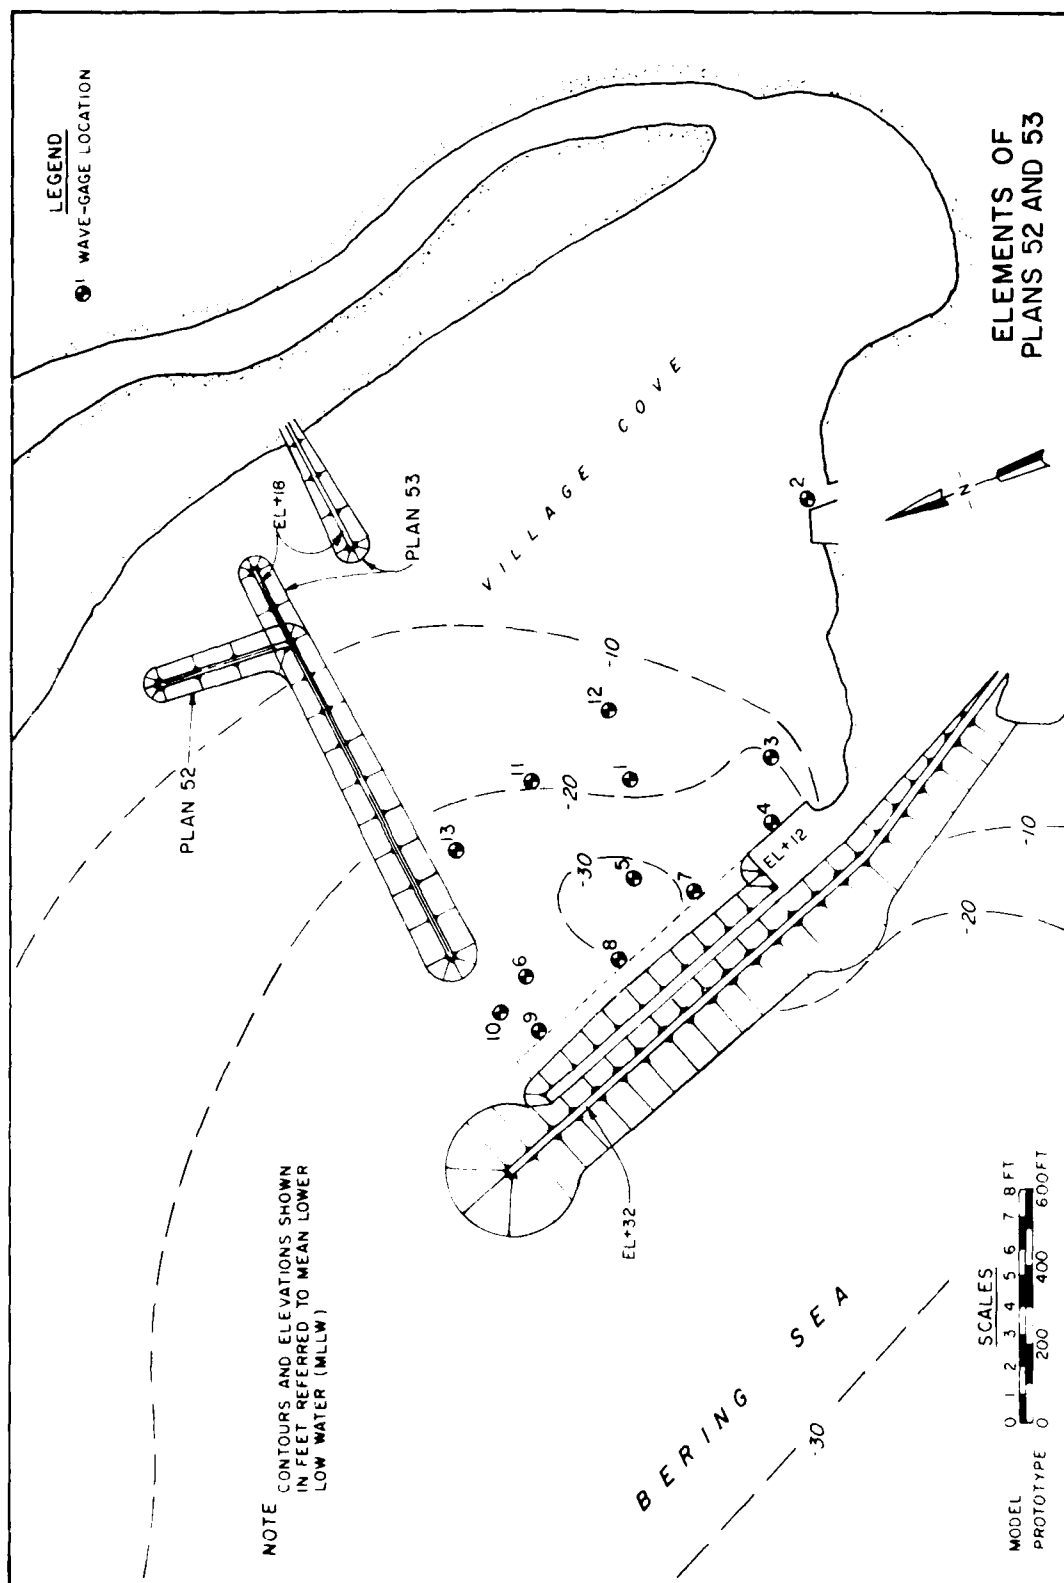 LEGEND
1 WAVE-GAGE LOCATION
EL+18
PLAN 53
PLAN 52
VILLAGE COVE
2
N
-10
12
3
11
1
-20
4
13
EL+12
-30
5
7
-10
8
-20
6
10
9
EL+32
NOTE CONTOURS AND ELEVATIONS SHOWN
IN FEET REFERRED TO MEAN LOWER
LOW WATER (MLLW)
BERING SEA
-30
SCALES
MODEL 0 1 2 3 4 5 6 7 8 FT
PROTOTYPE 0 200 400 600FT
ELEMENTS OF
PLANS 52 AND 53